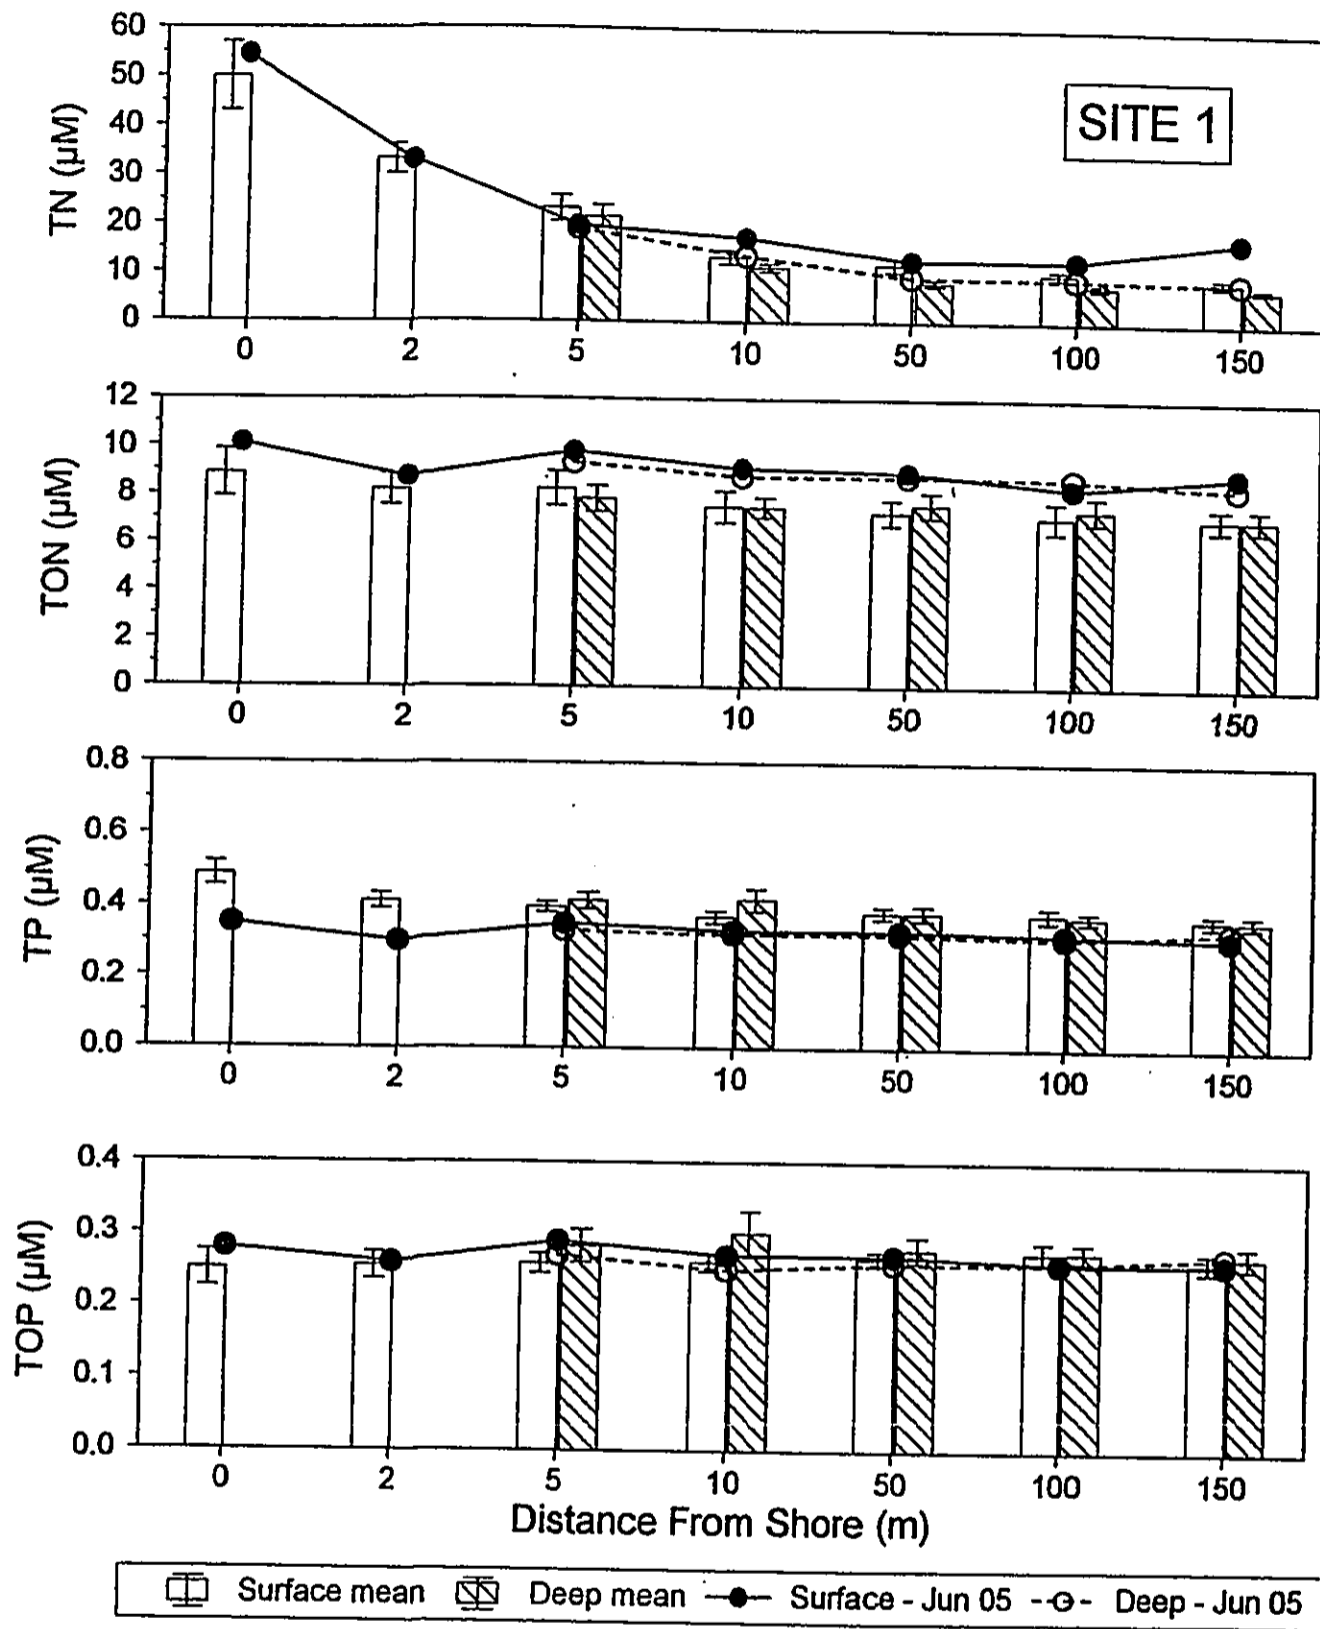 SITE 1
TN (µM)
60
50
40
30
20
10
0
0 2 5 10 50 100 150
TON (µM)
12
10
8
6
4
2
0
0 2 5 10 50 100 150
TP (µM)
0.8
0.6
0.4
0.2
0.0
0 2 5 10 50 100 150
TOP (µM)
0.4
0.3
0.2
0.1
0.0
0 2 5 10 50 100 150
Distance From Shore (m)
Surface mean Deep mean Surface - Jun 05 Deep - Jun 05